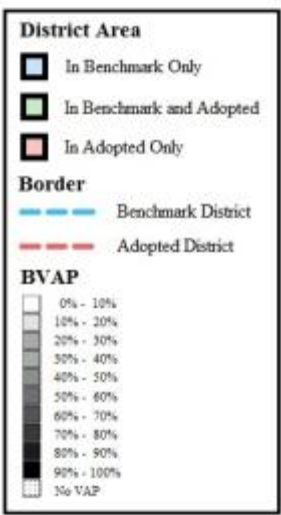 District Area
In Benchmark Only
In Benchmark and Adopted
In Adopted Only
Border
Benchmark District
Adopted District
BVAP
0% - 10%
10% - 20%
20% - 30%
30% - 40%
40% - 50%
50% - 60%
60% - 70%
70% - 80%
80% - 90%
90% - 100%
No VAP